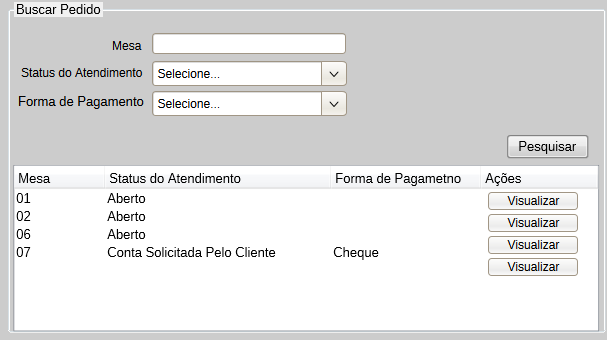 Buscar Pedido
Mesa
Status do Atendimento Selecione...
Forma de Pagamento Selecione...
Pesquisar
Mesa Status do Atendimento Forma de Pagametno Ações
01 Aberto Visualizar
02 Aberto Visualizar
06 Aberto Visualizar
07 Conta Solicitada Pelo Cliente Cheque Visualizar